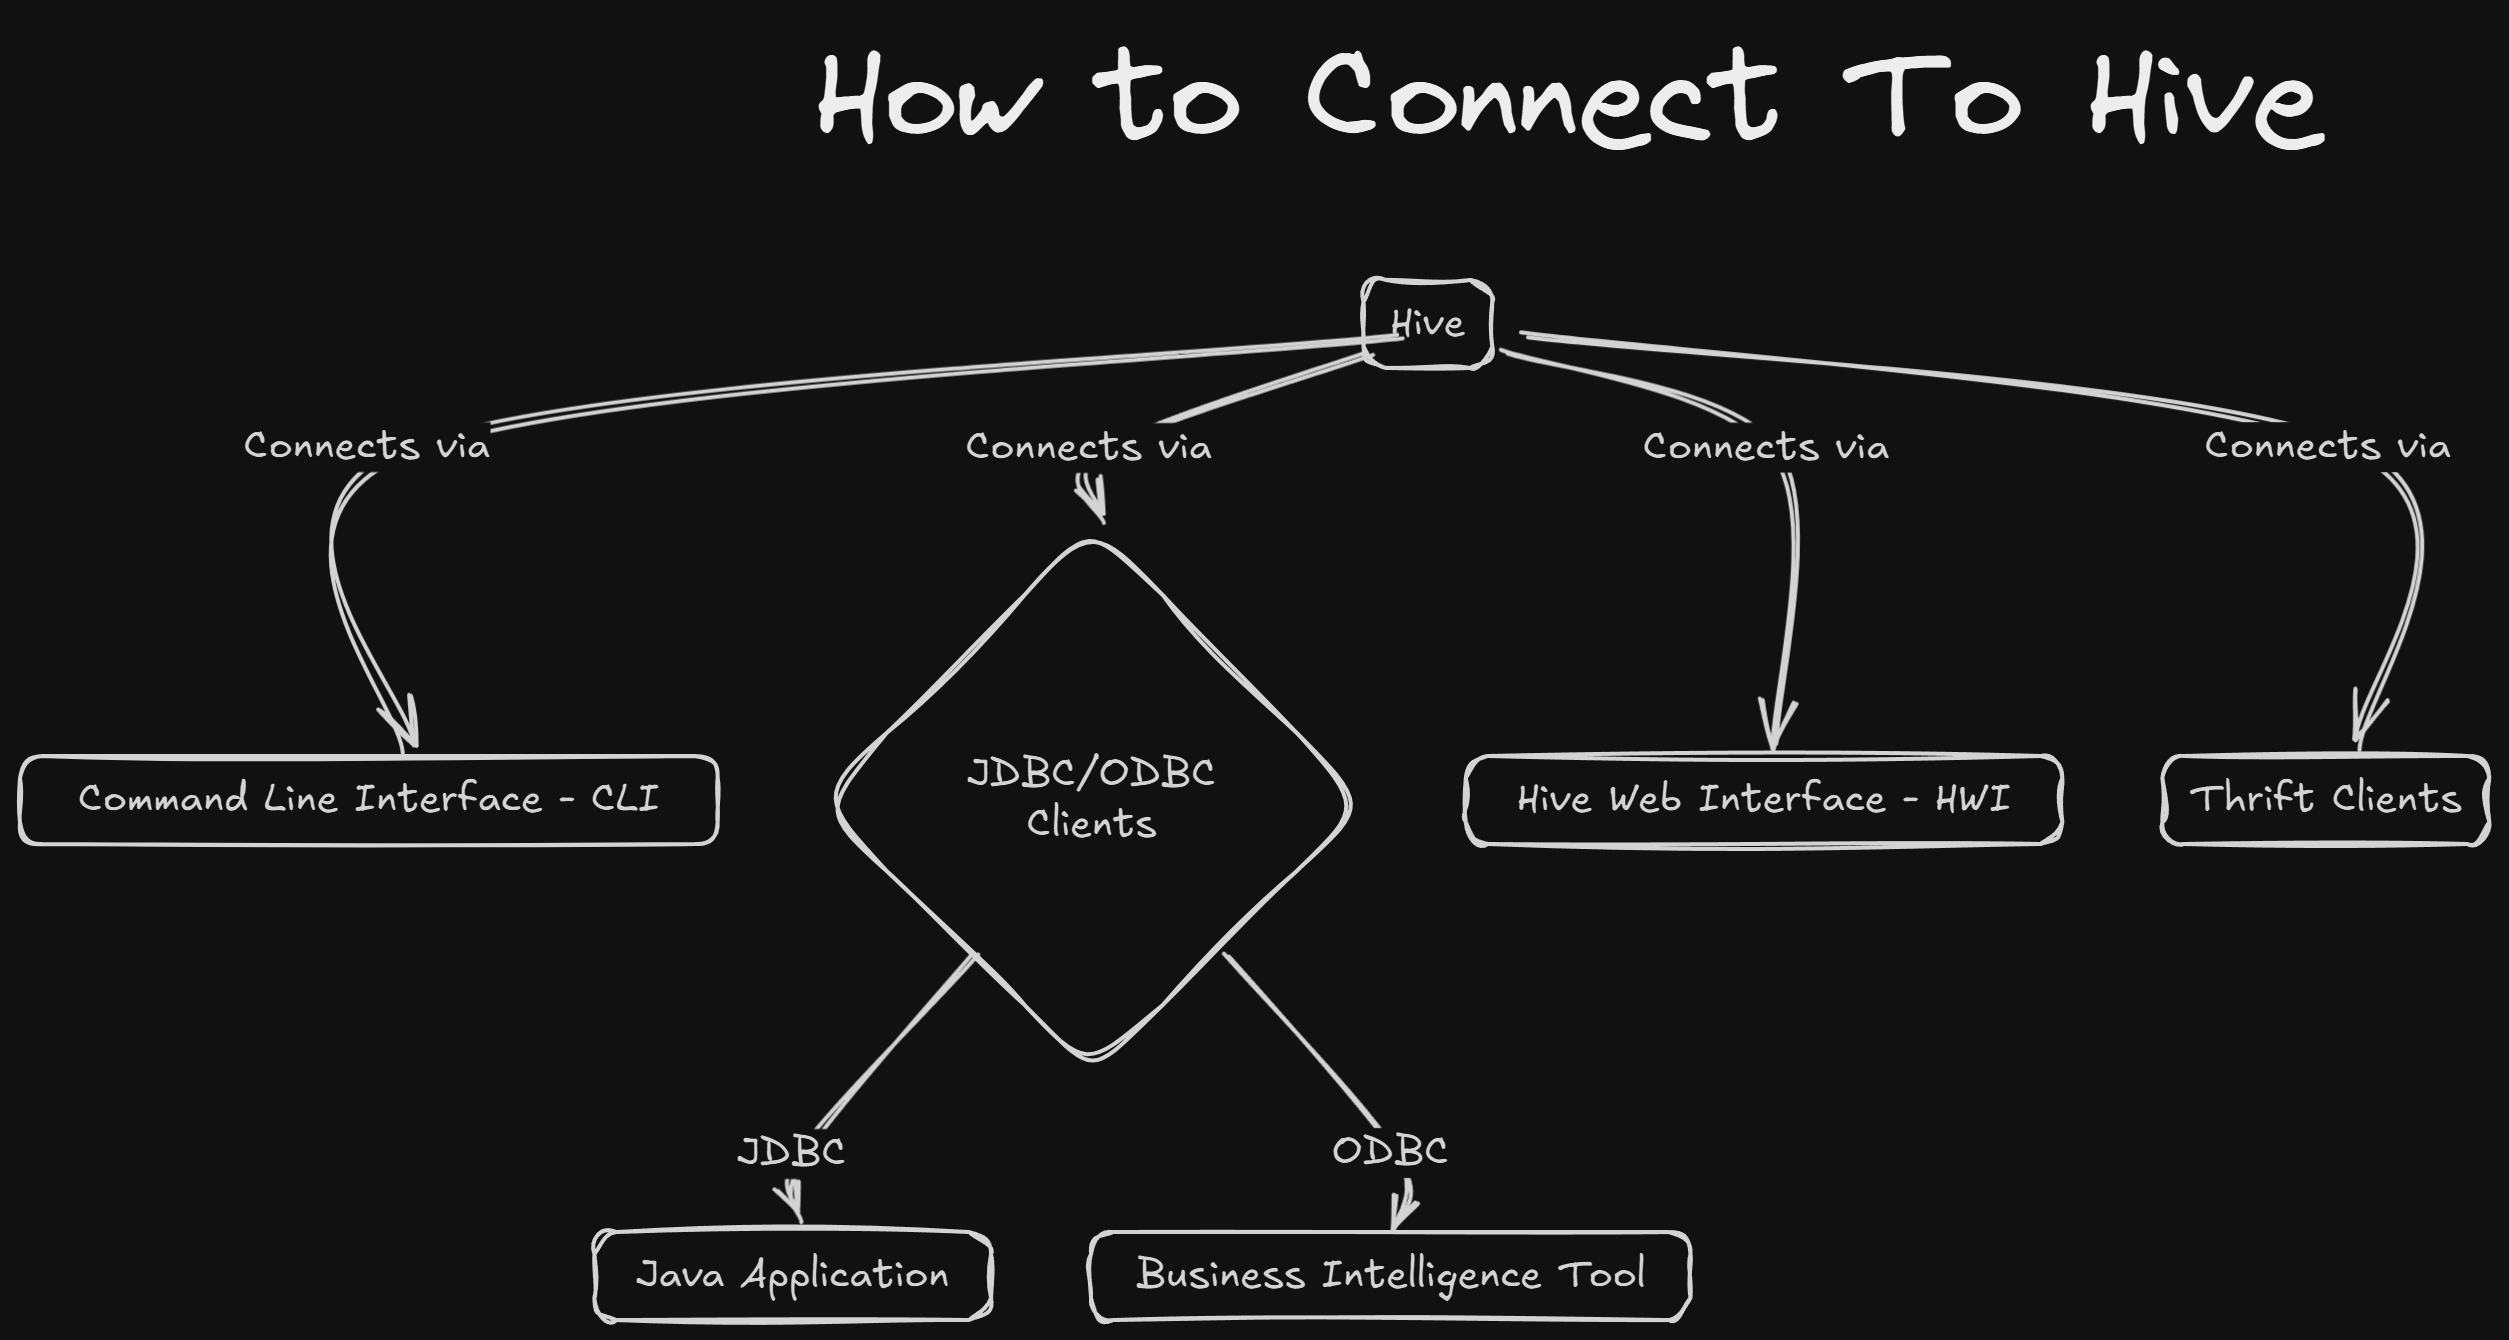 How to Connect To Hive
Hive
Connects via
Connects via
Connects via
Connects via
Command Line Interface - CLI
JDBC/ODBC
Clients
Hive Web Interface - HWI
Thrift Clients
JDBC
ODBC
Java Application
Business Intelligence Tool